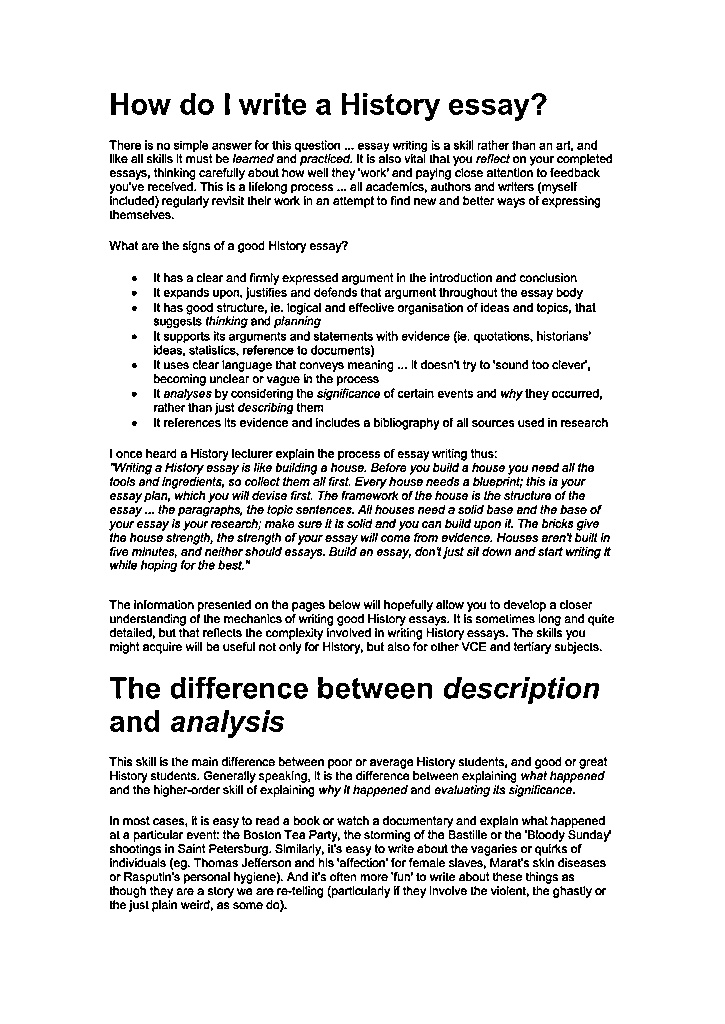 How do I write a History essay?
There is no simple answer for this question ... essay writing is a skill rather than an art, and
like all skills it must be learned and practiced. It is also vital that you reflect on your completed
essays, thinking carefully about how well they 'work' and paying close attention to feedback
you've received. This is a lifelong process ... all academics, authors and writers (myself
included) regularly revisit their work in an attempt to find new and better ways of expressing
themselves.
What are the signs of a good History essay?
• It has a clear and firmly expressed argument in the introduction and conclusion
• It expands upon, justifies and defends that argument throughout the essay body
• It has good structure, ie. logical and effective organisation of ideas and topics, that
suggests thinking and planning
• It supports its arguments and statements with evidence (ie. quotations, historians'
ideas, statistics, reference to documents)
• It uses clear language that conveys meaning ... It doesn't try to 'sound too clever',
becoming unclear or vague in the process
• It analyses by considering the significance of certain events and why they occurred,
rather than just describing them
• It references its evidence and includes a bibliography of all sources used in research
I once heard a History lecturer explain the process of essay writing thus:
"Writing a History essay is like building a house. Before you build a house you need all the
tools and ingredients, so collect them all first. Every house needs a blueprint; this is your
essay plan, which you will devise first. The framework of the house is the structure of the
essay ... the paragraphs, the topic sentences. All houses need a solid base and the base of
your essay is your research; make sure it is solid and you can build upon it. The bricks give
the house strength, the strength of your essay will come from evidence. Houses aren't built in
five minutes, and neither should essays. Build an essay, don't just sit down and start writing it
while hoping for the best."
The information presented on the pages below will hopefully allow you to develop a closer
understanding of the mechanics of writing good History essays. It is sometimes long and quite
detailed, but that reflects the complexity involved in writing History essays. The skills you
might acquire will be useful not only for History, but also for other VCE and tertiary subjects.
The difference between description
and analysis
This skill is the main difference between poor or average History students, and good or great
History students. Generally speaking, it is the difference between explaining what happened
and the higher-order skill of explaining why it happened and evaluating its significance.
In most cases, it is easy to read a book or watch a documentary and explain what happened
at a particular event: the Boston Tea Party, the storming of the Bastille or the 'Bloody Sunday'
shootings in Saint Petersburg. Similarly, it's easy to write about the vagaries or quirks of
individuals (eg. Thomas Jefferson and his 'affection' for female slaves, Marat's skin diseases
or Rasputin's personal hygiene). And it's often more 'fun' to write about these things as
though they are a story we are re-telling (particularly if they involve the violent, the ghastly or
the just plain weird, as some do).